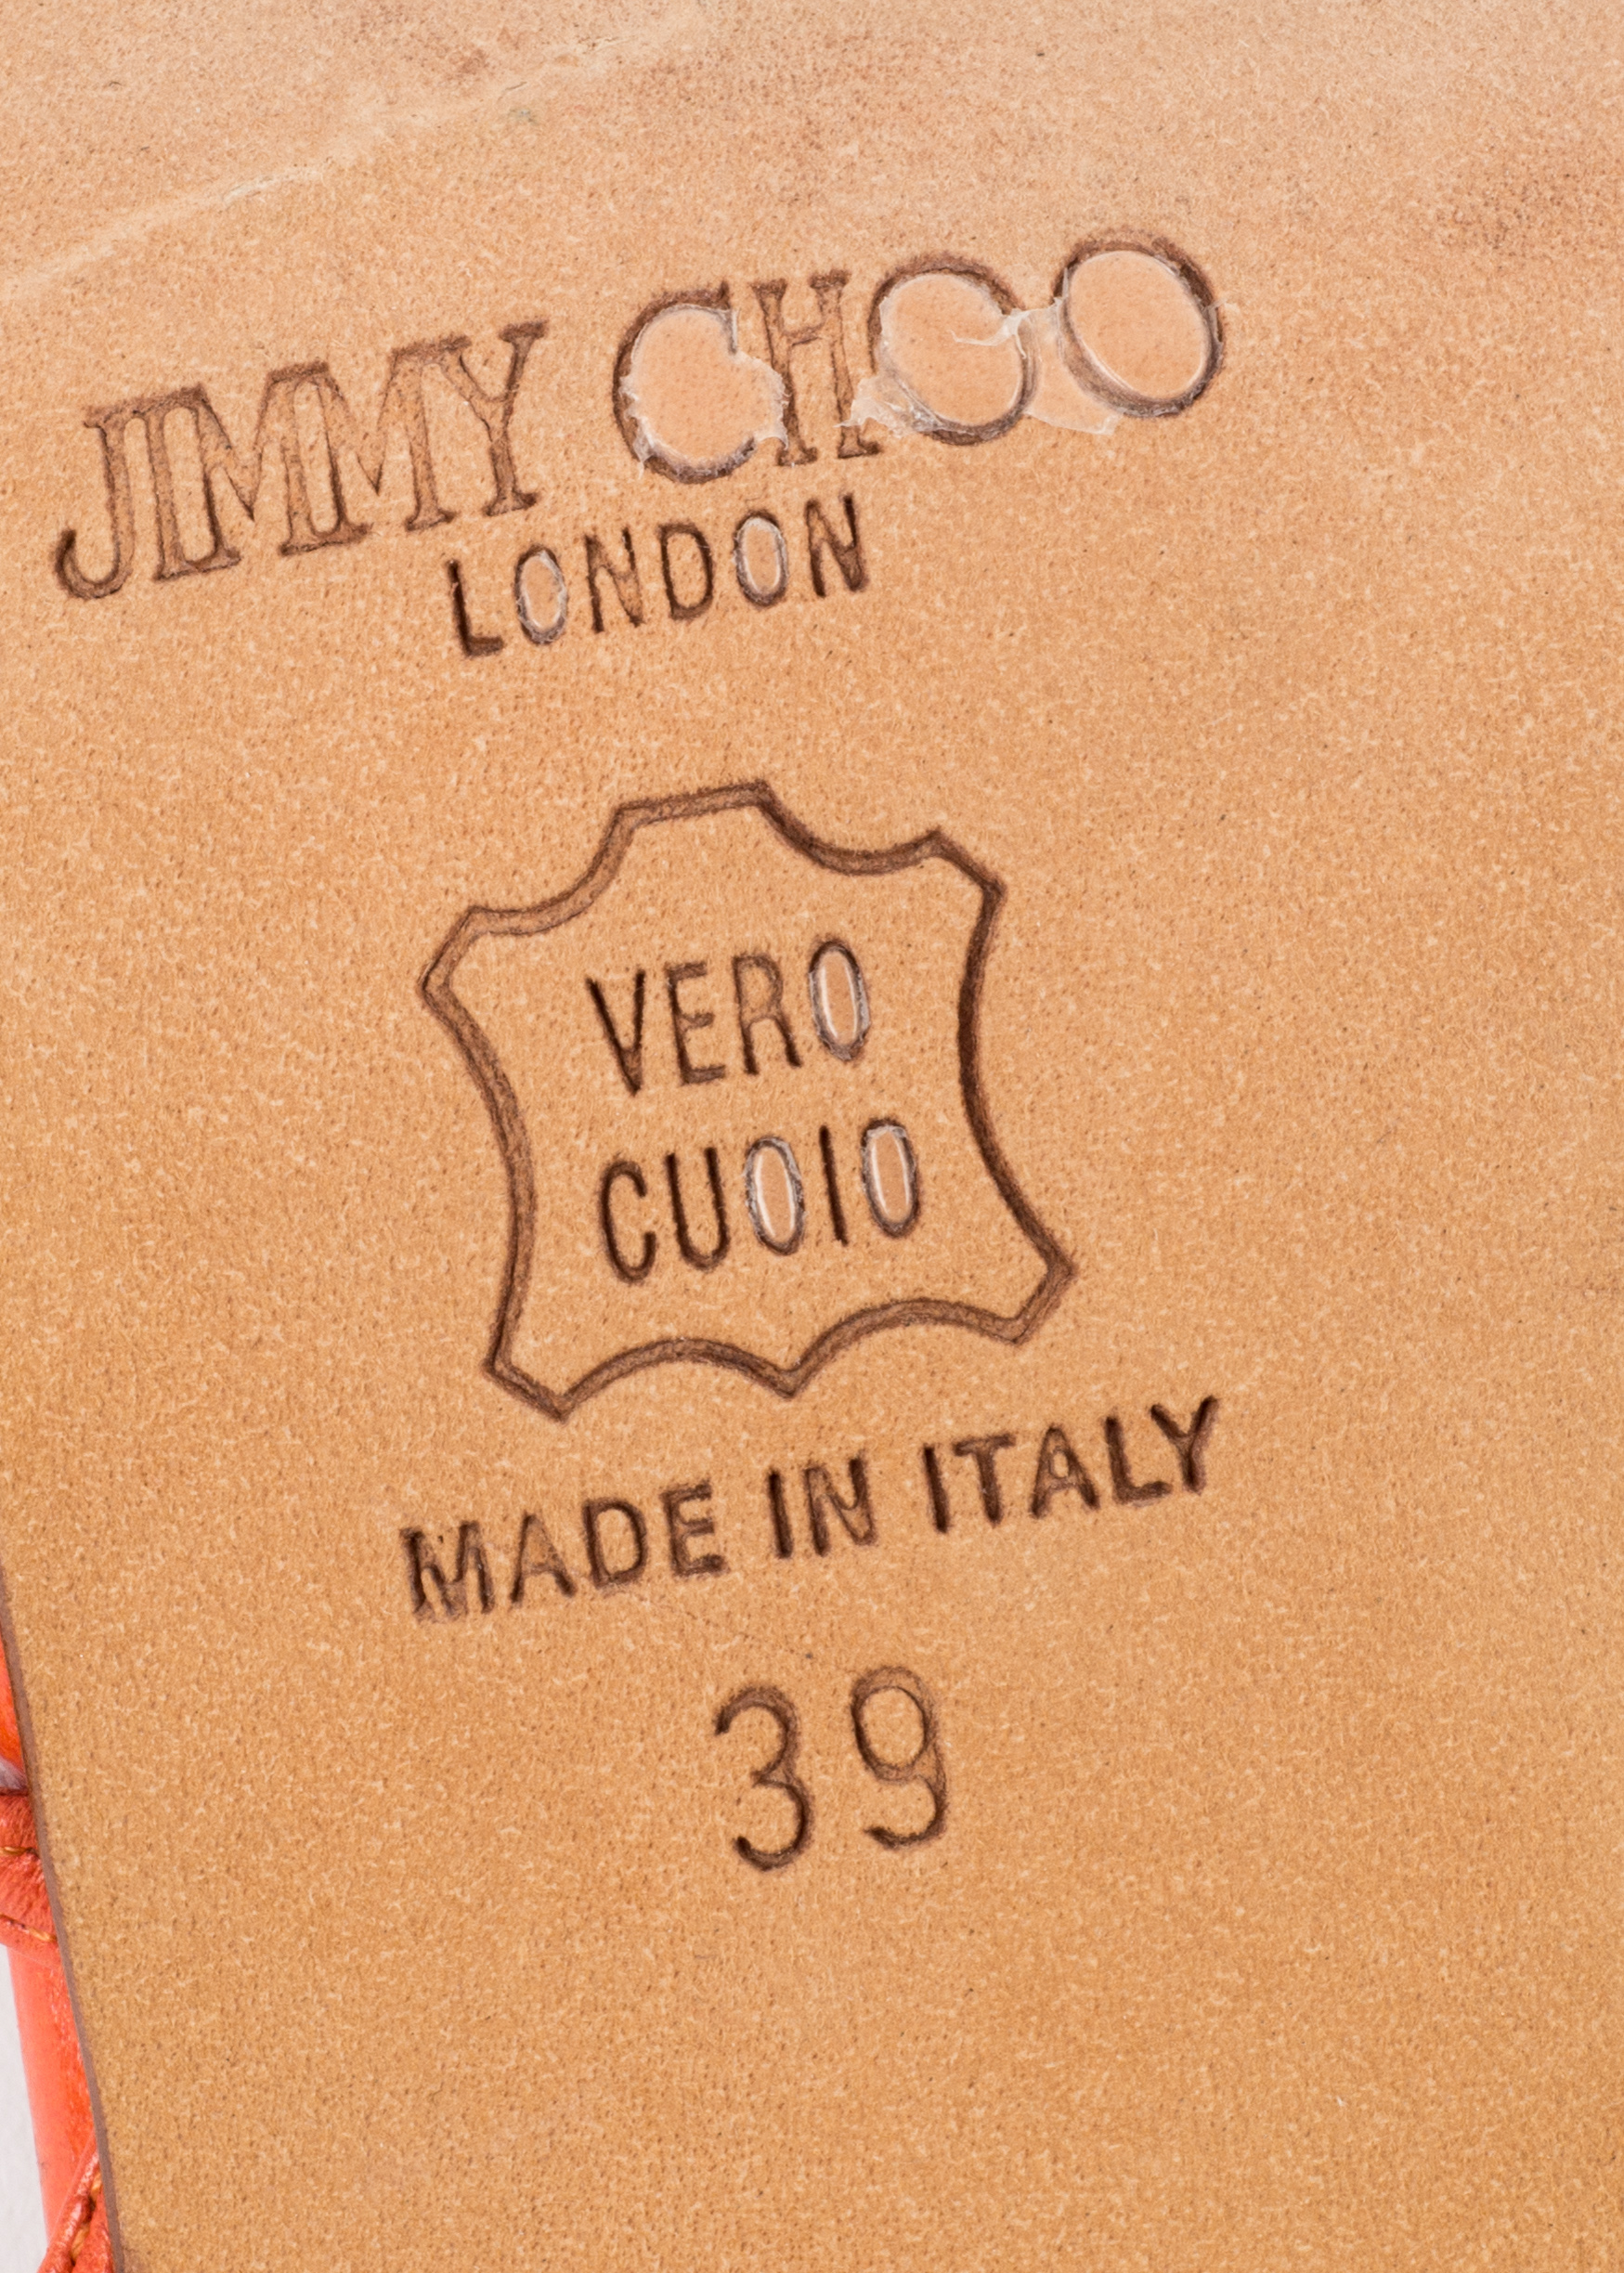 JIMMY CHOO
LONDON
VERO
CUOIO
MADE IN ITALY
39